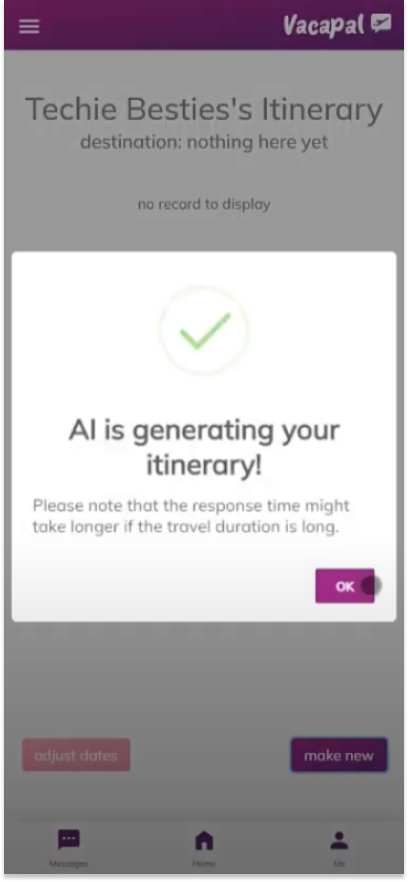 Vacapal
Techie Besties's Itinerary
destination: nothing here yet
no record to display
AI is generating your
itinerary!
Please note that the response time might
take longer if the travel duration is long.
OK
adjust dates
make new
Messages
Home
Me